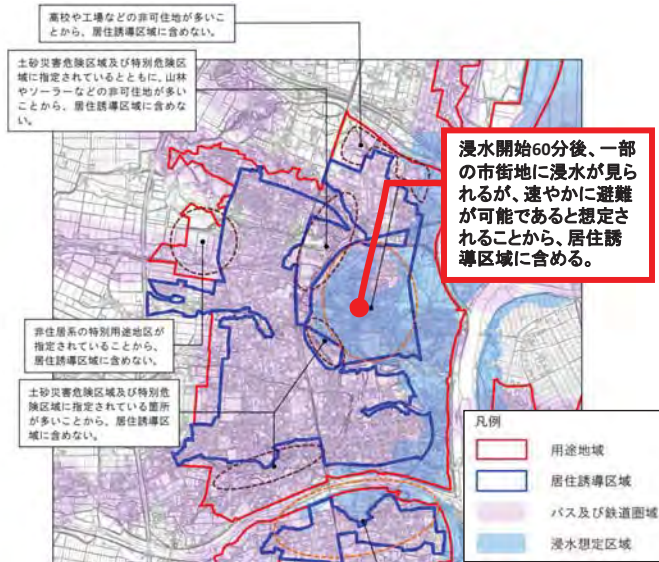 高校や工場などの非可住地が多いこ
とから、居住誘導区域に含めない。
土砂災害危険区域及び特別危険区
域に指定されているとともに、山林
やソーラーなどの非可住地が多い
ことから、居住誘導区域に含めな
い。
浸水開始60分後、一部
の市街地に浸水が見ら
れるが、速やかに避難
が可能であると想定さ
れることから、居住誘
導区域に含める。
非住居系の特別用途地区が
指定されていることから、
居住誘導区域に含めない。
土砂災害危険区域及び特別危
険区域に指定されている箇所
が多いことから、居住誘導区
域に含めない。
凡例
用途地域
居住誘導区域
バス及び鉄道圏域
浸水想定区域